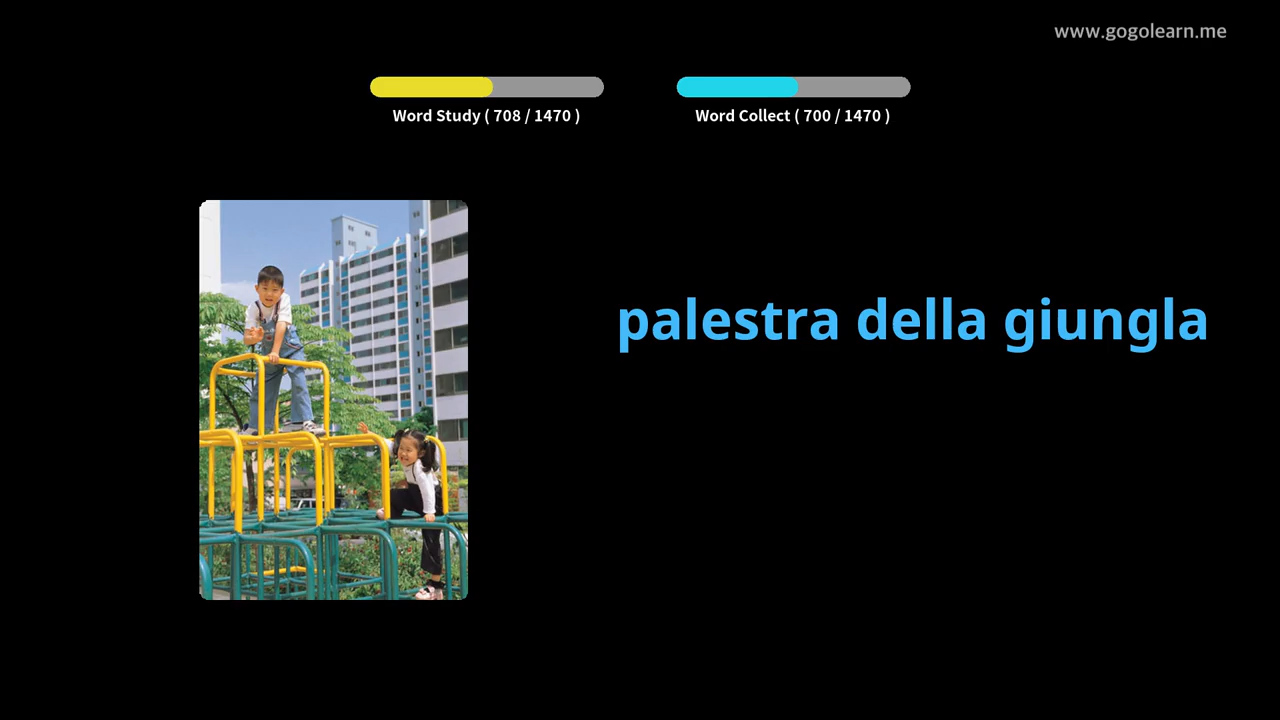 www.gogolearn.me
Word Study ( 708 / 1470 )
Word Collect ( 700 / 1470 )
palestra della giungla